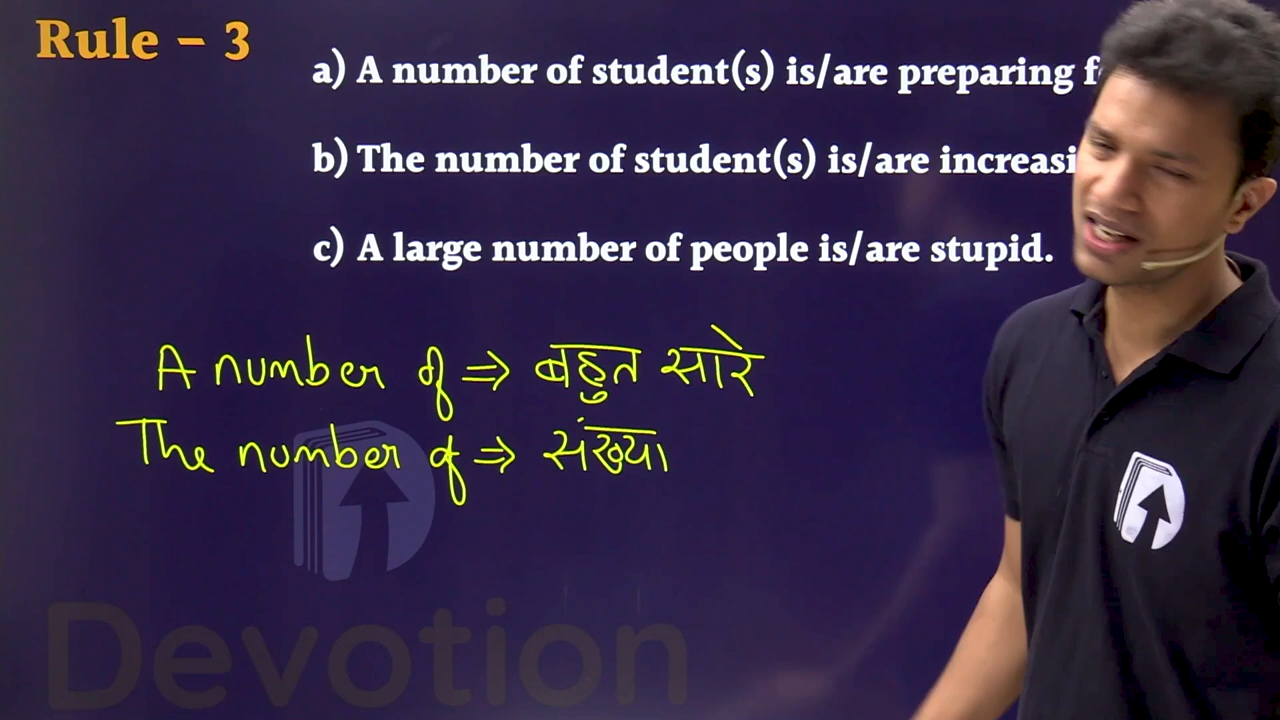 Rule – 3
a) A number of student(s) is/are preparing
b) The number of student(s) is/are
c) A large number of people is/are stupid.
A number of ⇒ बहुत सारे
The number of ⇒ संख्या
Devotion